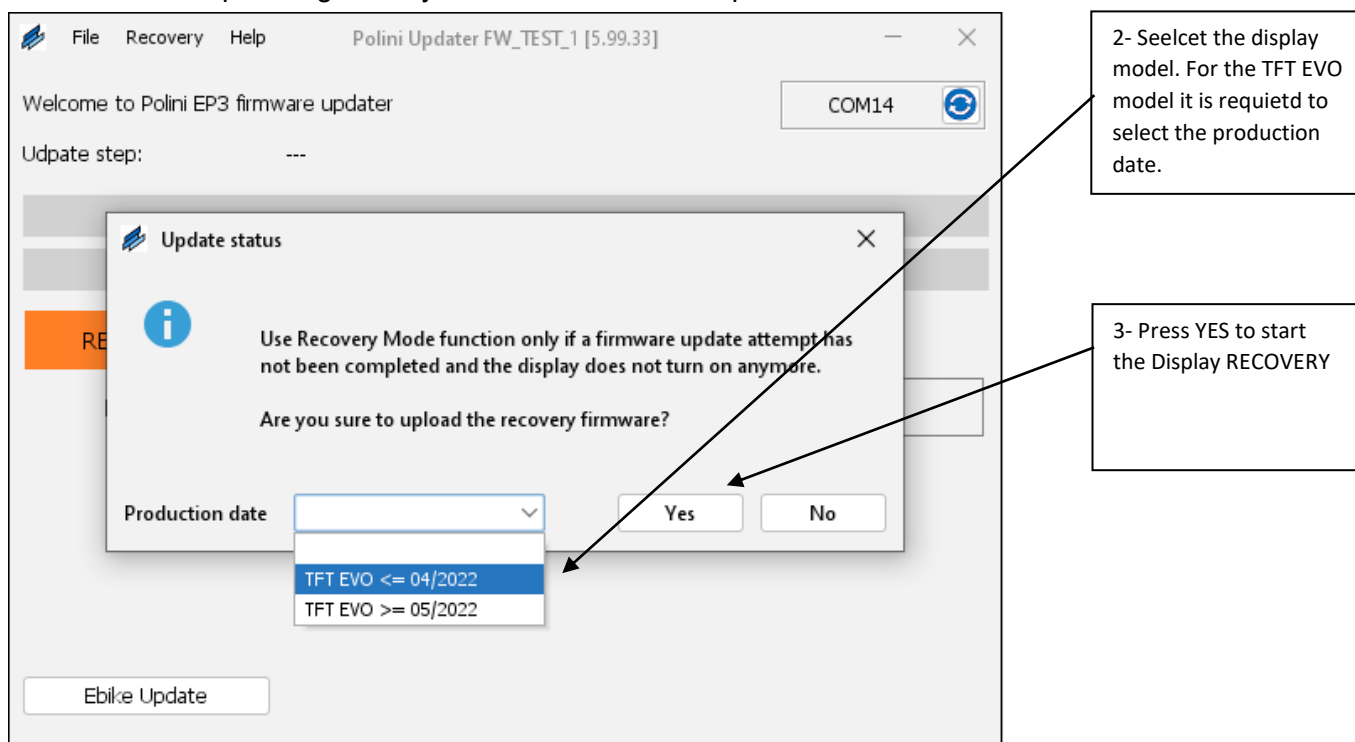 File Recovery Help Polini Updater FW_TEST_1 [5.99.33]
Welcome to Polini EP3 firmware updater
COM14
Udpate step: ---
Update status
RE
Use Recovery Mode function only if a firmware update attempt has
not been completed and the display does not turn on anymore.
Are you sure to upload the recovery firmware?
Production date
Yes No
TFT EVO <= 04/2022
TFT EVO >= 05/2022
Ebike Update
2- Seelcet the display
model. For the TFT EVO
model it is requietd to
select the production
date.
3- Press YES to start
the Display RECOVERY